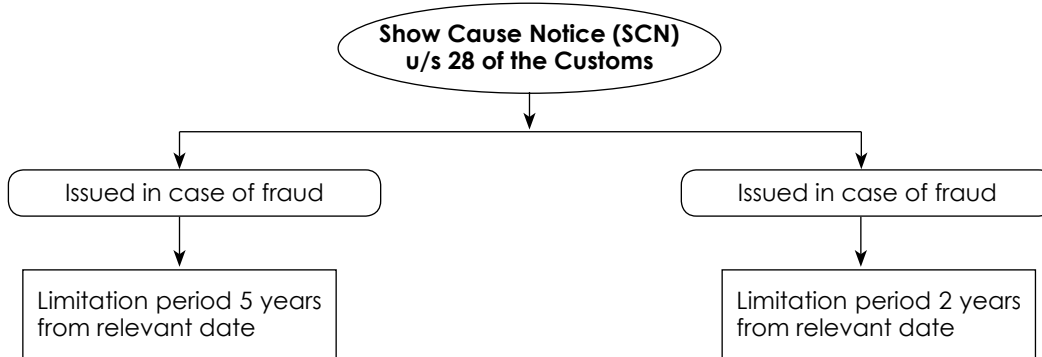 Show Cause Notice (SCN)
u/s 28 of the Customs
Issued in case of fraud
Issued in case of fraud
Limitation period 5 years
from relevant date
Limitation period 2 years
from relevant date